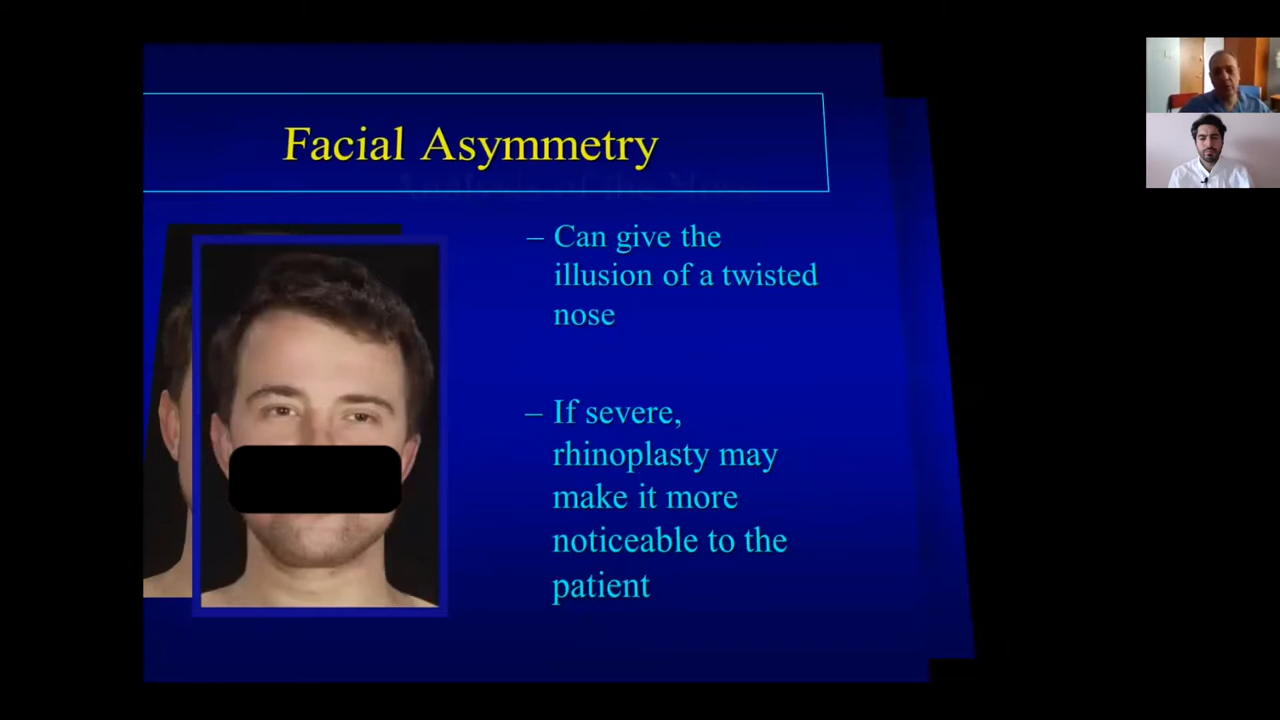 Facial Asymmetry
– Can give the
illusion of a twisted
nose
– If severe,
rhinoplasty may
make it more
noticeable to the
patient